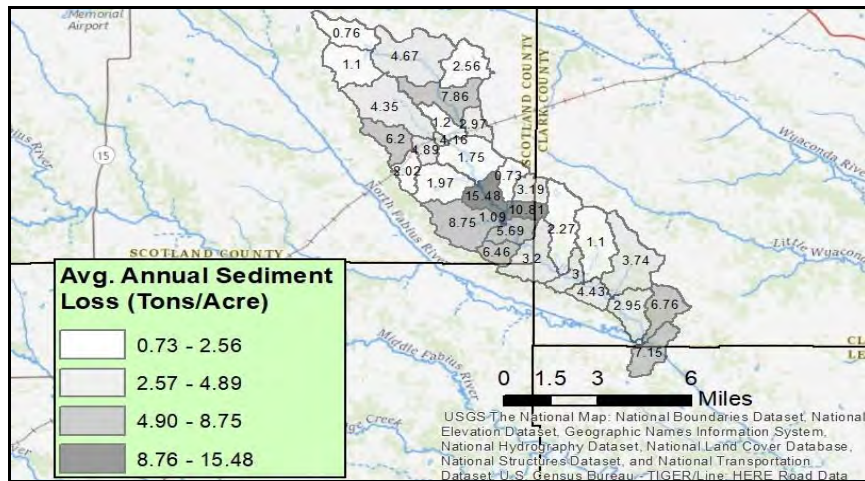 Memorial
Airport
0.76
4.67
1.1
2.56
7.86
4.35
1.2
2.97
6.2
4.16
4.89
1.75
2.02
1.97
0.73
3.19
15.48
10.81
8.75
1.09
5.69
2.27
1.1
6.46
3.2
3
3.74
4.43
2.95
6.76
7.15
SCOTLAND COUNTY
CLARK COUNTY
15
Wyaconda River
North Fabius River
Little Wyaconda
SCOTLAND COUNTY
Middle Fabius River
Creek
CL
LE
Avg. Annual Sediment
Loss (Tons/Acre)
0.73 - 2.56
2.57 - 4.89
4.90 - 8.75
8.76 - 15.48
0 1.5 3 6
Miles
USGS The National Map: National Boundaries Dataset, National
Elevation Dataset, Geographic Names Information System,
National Hydrography Dataset, National Land Cover Database,
National Structures Dataset, and National Transportation
Dataset; U.S. Census Bureau - TIGER/Line; HERE Road Data